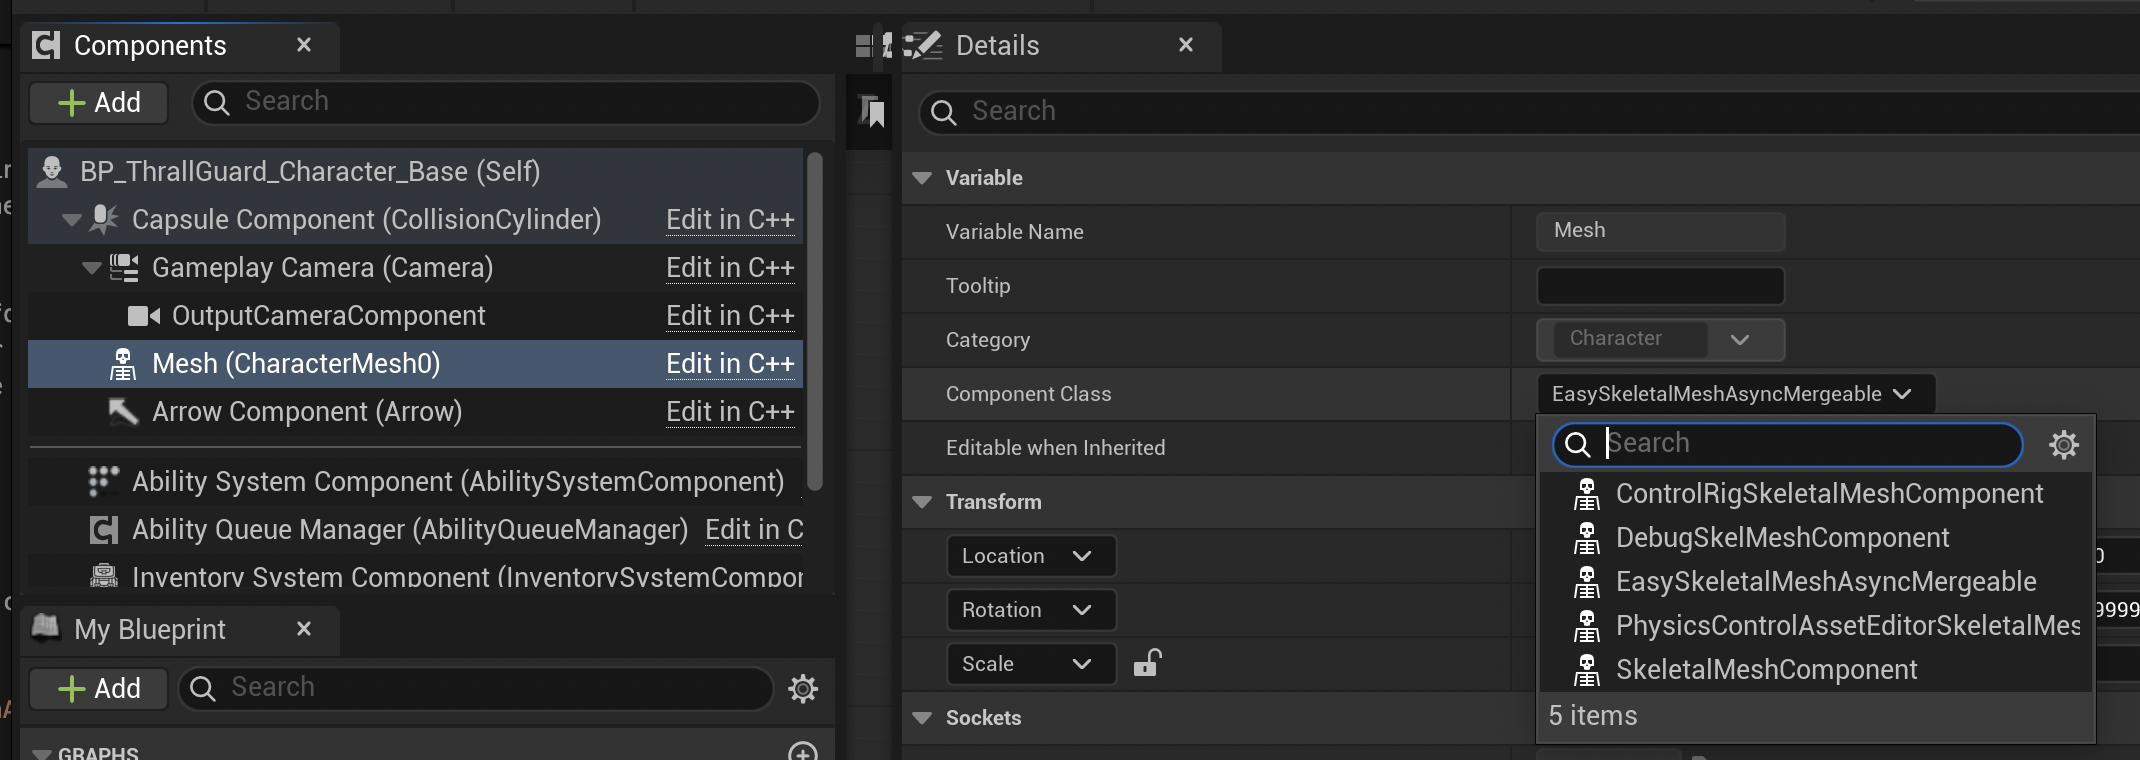 Components
Add
Search
BP_ThrallGuard_Character_Base (Self)
Capsule Component (CollisionCylinder) Edit in C++
Gameplay Camera (Camera) Edit in C++
OutputCameraComponent Edit in C++
Mesh (CharacterMesh0) Edit in C++
Arrow Component (Arrow) Edit in C++
Ability System Component (AbilitySystemComponent)
Ability Queue Manager (AbilityQueueManager) Edit in C
Inventory System Component (InventorySystemCompor
My Blueprint
Add
Search
GRAPHS
Details
Search
Variable
Variable Name Mesh
Tooltip
Category Character
Component Class EasySkeletalMeshAsyncMergeable
Editable when Inherited
Transform
Location
Rotation 9999
Scale
Sockets
Search
ControlRigSkeletalMeshComponent
DebugSkelMeshComponent
EasySkeletalMeshAsyncMergeable
PhysicsControlAssetEditorSkeletalMes
SkeletalMeshComponent
5 items